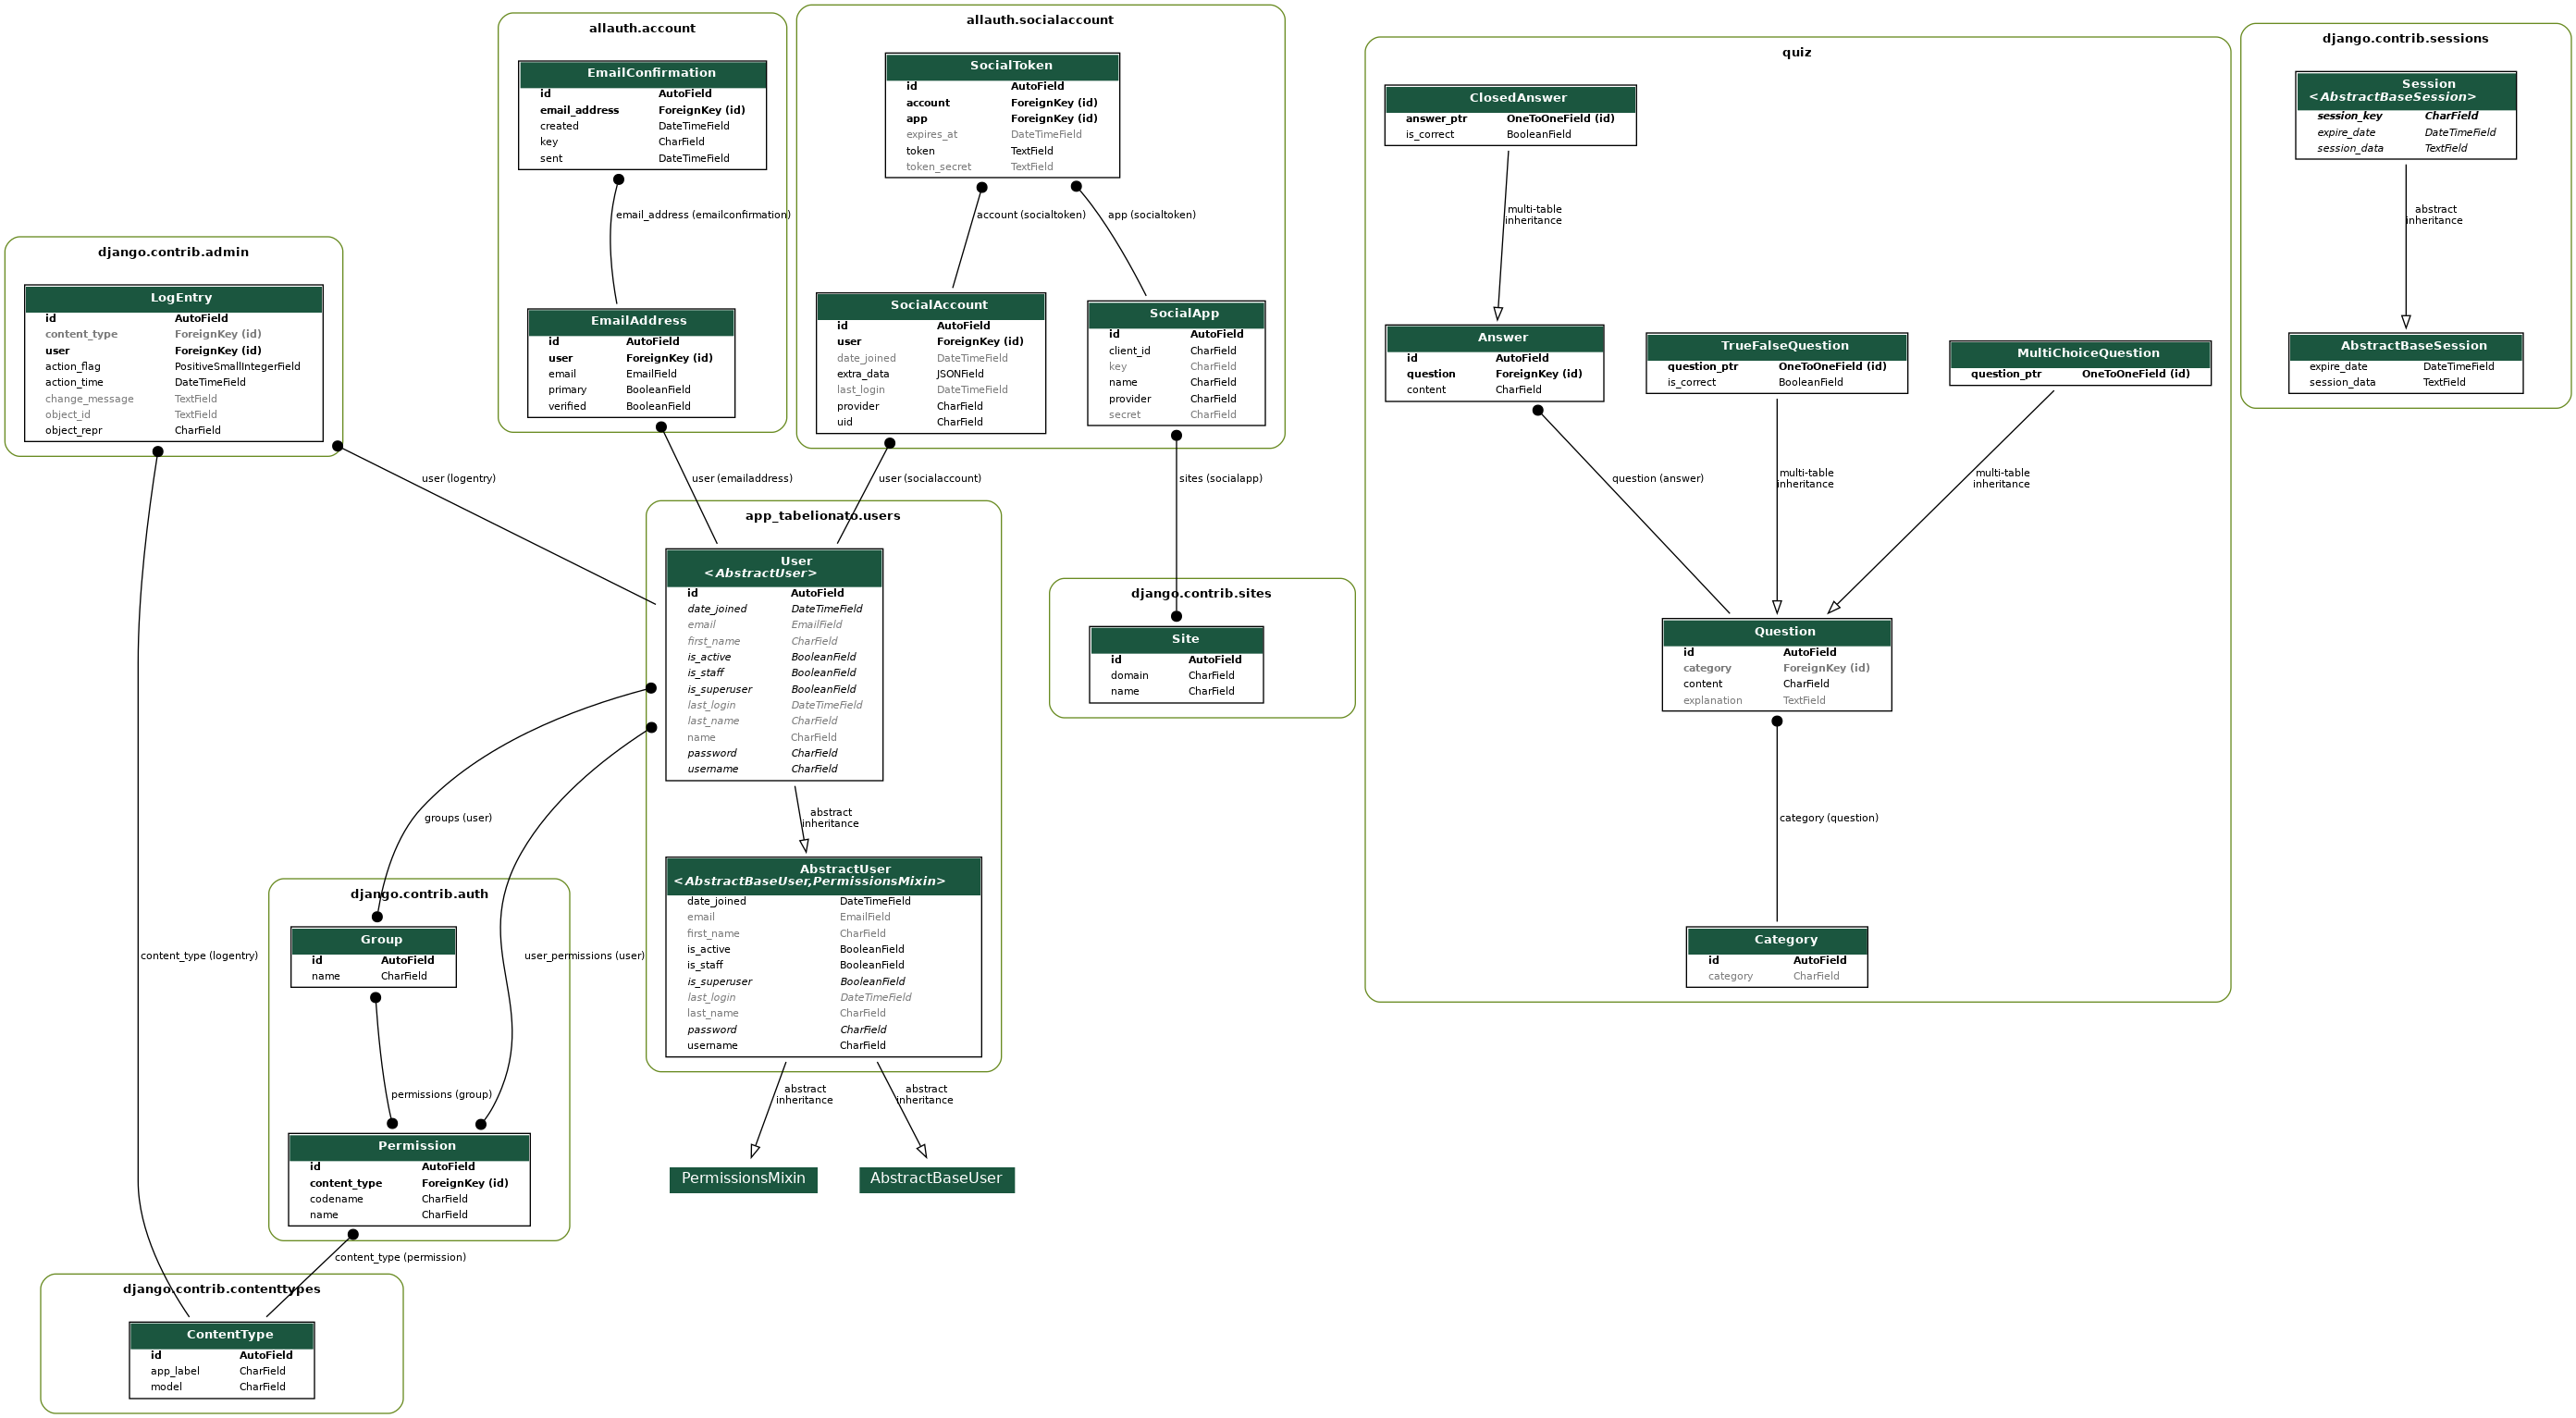 allauth.account
EmailConfirmation
id AutoField
email_address ForeignKey (id)
created DateTimeField
key CharField
sent DateTimeField
email_address (emailconfirmation)
EmailAddress
id AutoField
user ForeignKey (id)
email EmailField
primary BooleanField
verified BooleanField
user (emailaddress)
allauth.socialaccount
SocialToken
id AutoField
account ForeignKey (id)
app ForeignKey (id)
expires_at DateTimeField
token TextField
token_secret TextField
account (socialtoken)
app (socialtoken)
SocialAccount
id AutoField
user ForeignKey (id)
date_joined DateTimeField
extra_data JSONField
last_login DateTimeField
provider CharField
uid CharField
user (socialaccount)
SocialApp
id AutoField
client_id CharField
key CharField
name CharField
provider CharField
secret CharField
sites (socialapp)
django.contrib.admin
LogEntry
id AutoField
content_type ForeignKey (id)
user ForeignKey (id)
action_flag PositiveSmallIntegerField
action_time DateTimeField
change_message TextField
object_id TextField
object_repr CharField
user (logentry)
content_type (logentry)
app_tabelionato.users
User
<AbstractUser>
id AutoField
date_joined DateTimeField
email EmailField
first_name CharField
is_active BooleanField
is_staff BooleanField
is_superuser BooleanField
last_login DateTimeField
last_name CharField
name CharField
password CharField
username CharField
groups (user)
user_permissions (user)
abstract
inheritance
AbstractUser
<AbstractBaseUser,PermissionsMixin>
date_joined DateTimeField
email EmailField
first_name CharField
is_active BooleanField
is_staff BooleanField
is_superuser BooleanField
last_login DateTimeField
last_name CharField
password CharField
username CharField
abstract
inheritance
abstract
inheritance
PermissionsMixin
AbstractBaseUser
django.contrib.auth
Group
id AutoField
name CharField
permissions (group)
Permission
id AutoField
content_type ForeignKey (id)
codename CharField
name CharField
content_type (permission)
django.contrib.contenttypes
ContentType
id AutoField
app_label CharField
model CharField
django.contrib.sites
Site
id AutoField
domain CharField
name CharField
quiz
ClosedAnswer
answer_ptr OneToOneField (id)
is_correct BooleanField
multi-table
inheritance
Answer
id AutoField
question ForeignKey (id)
content CharField
question (answer)
TrueFalseQuestion
question_ptr OneToOneField (id)
is_correct BooleanField
multi-table
inheritance
MultiChoiceQuestion
question_ptr OneToOneField (id)
multi-table
inheritance
Question
id AutoField
category ForeignKey (id)
content CharField
explanation TextField
category (question)
Category
id AutoField
category CharField
django.contrib.sessions
Session
<AbstractBaseSession>
session_key CharField
expire_date DateTimeField
session_data TextField
abstract
inheritance
AbstractBaseSession
expire_date DateTimeField
session_data TextField